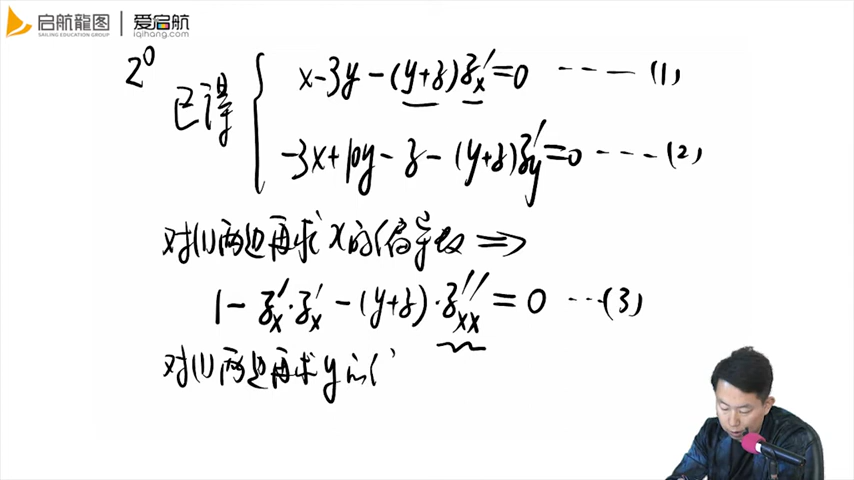 启航龍图 | 爱启航
SAILING EDUCATION GROUP iqihang.com
2⁰
已得 { x-3y-(y+z)z'ₓ=0 ---- (1)
-3x+10y-z-(y+z)z'ᵧ=0 ---- (2)
对(1)两边再求x的偏导数 ⇒
1-z'ₓ·z'ₓ-(y+z)·z''ₓₓ=0 ---(3)
对(1)两边再求y的